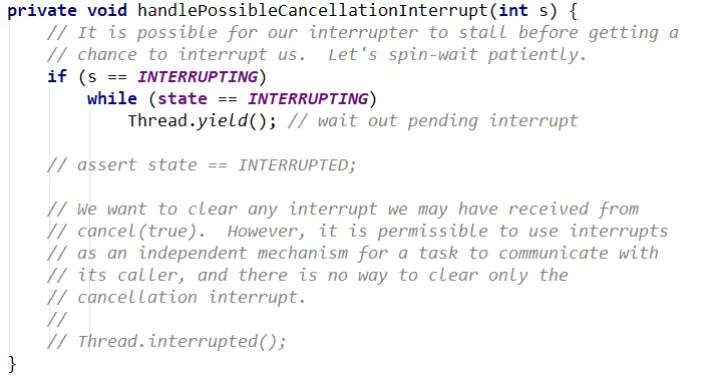 private void handlePossibleCancellationInterrupt(int s) {
    // It is possible for our interrupter to stall before getting a
    // chance to interrupt us.  Let's spin-wait patiently.
    if (s == INTERRUPTING)
        while (state == INTERRUPTING)
            Thread.yield(); // wait out pending interrupt

    // assert state == INTERRUPTED;

    // We want to clear any interrupt we may have received from
    // cancel(true).  However, it is permissible to use interrupts
    // as an independent mechanism for a task to communicate with
    // its caller, and there is no way to clear only the
    // cancellation interrupt.
    //
    // Thread.interrupted();
}